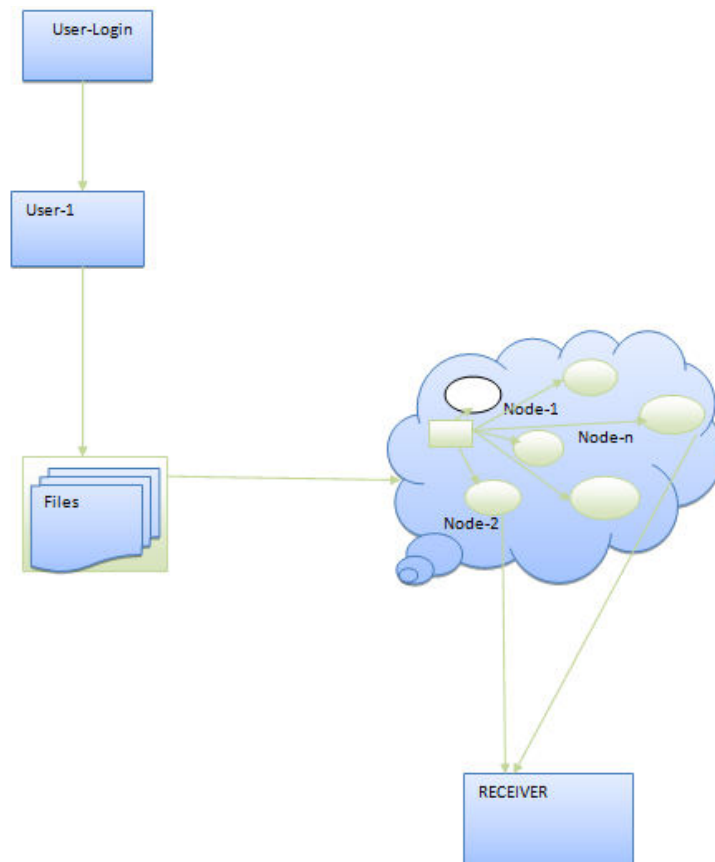 User-Login
User-1
Node-1
Node-n
Files
Node-2
RECEIVER